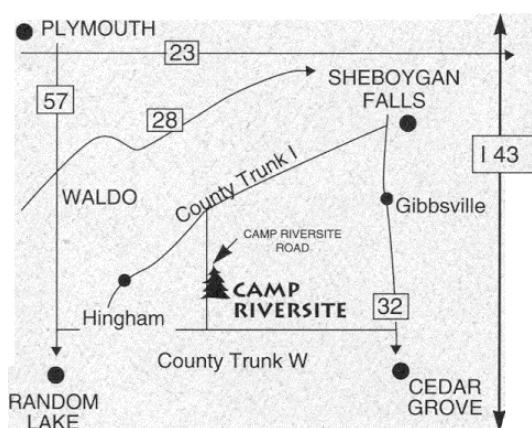 PLYMOUTH
23
SHEBOYGAN
FALLS
57
28
I 43
County Trunk I
WALDO
Gibbsville
CAMP RIVERSITE
ROAD
CAMP
RIVERSITE
Hingham
32
County Trunk W
RANDOM
LAKE
CEDAR
GROVE